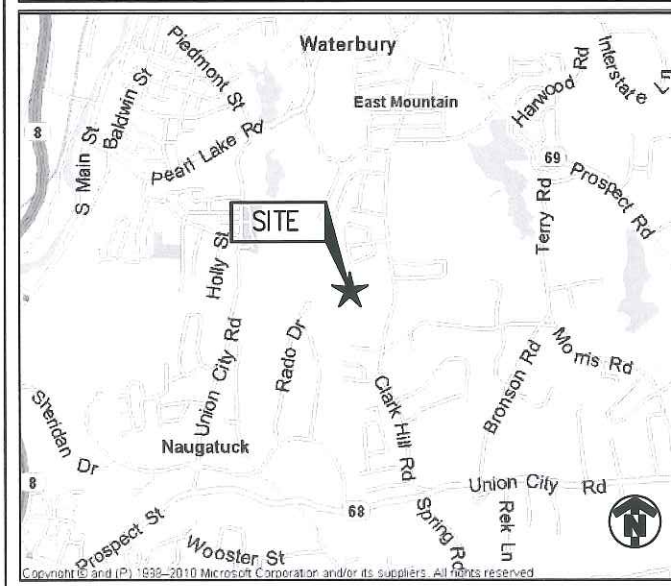 Waterbury
East Mountain
Piedmont St
Baldwin St
S Main St
8
Pearl Lake Rd
Harwood Rd
Interstate Ln
69
Prospect Rd
Terry Rd
SITE
Holly St
Union City Rd
Rado Dr
Clark Hill Rd
Bronson Rd
Morris Rd
Sheridan Dr
Naugatuck
8
68
Union City Rd
Prospect St
Wooster St
Spring Rd
Rek Ln
N
Copyright © and (P) 1988–2010 Microsoft Corporation and/or its suppliers. All rights reserved